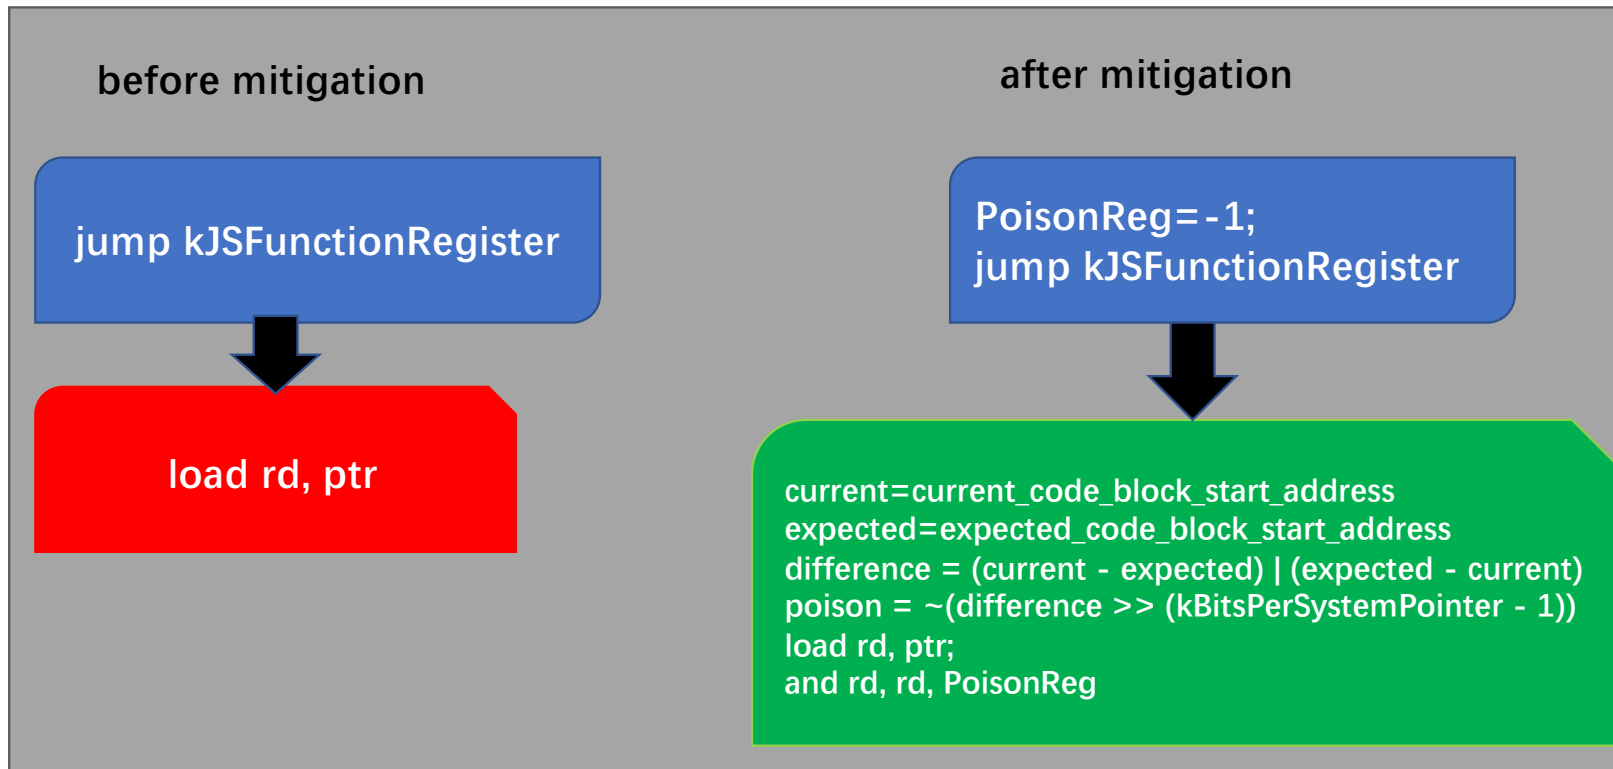 before mitigation
jump kJSFunctionRegister
load rd, ptr
after mitigation
PoisonReg=-1;
jump kJSFunctionRegister
current=current_code_block_start_address
expected=expected_code_block_start_address
difference = (current - expected) | (expected - current)
poison = ~(difference >> (kBitsPerSystemPointer - 1))
load rd, ptr;
and rd, rd, PoisonReg